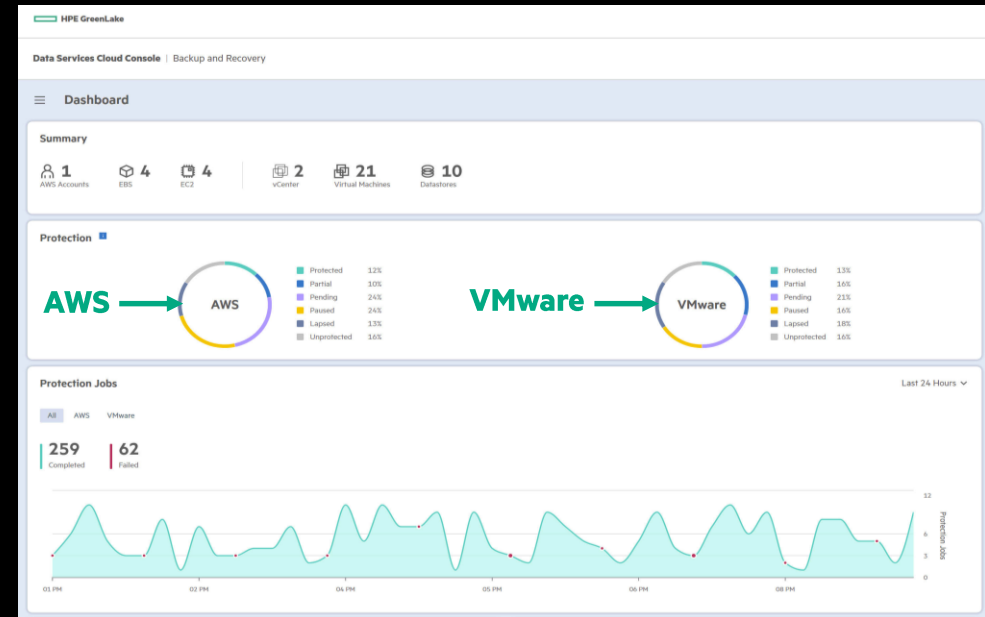 HPE GreenLake
Data Services Cloud Console | Backup and Recovery
Dashboard
Summary
1 4 4 2 21 10
AWS Accounts EBS EC2 vCenter Virtual Machines Datastores
Protection
AWS
AWS
Protected 12%
Partial 10%
Pending 24%
Paused 24%
Lapsed 13%
Unprotected 16%
VMware
VMware
Protected 13%
Partial 16%
Pending 21%
Paused 16%
Lapsed 18%
Unprotected 16%
Protection Jobs
Last 24 Hours
All AWS VMware
259 62
Completed Failed
12
6
3
0
Protection Jobs
01 PM 02 PM 04 PM 05 PM 06 PM 08 PM